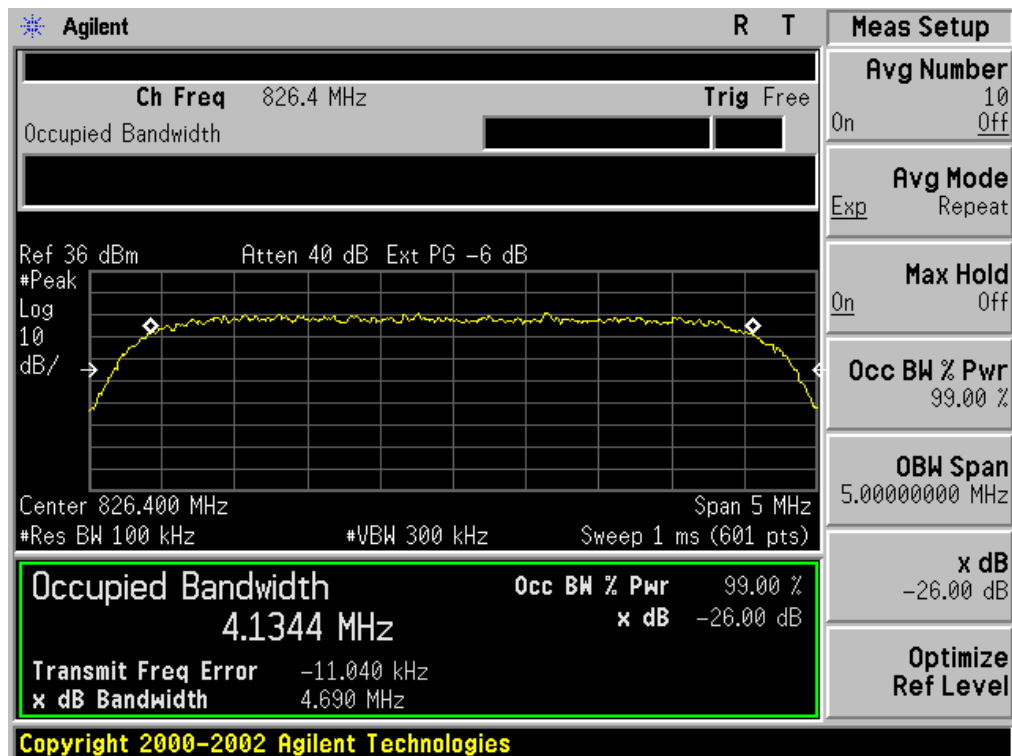 Agilent R T
Ch Freq 826.4 MHz Trig Free
Occupied Bandwidth
Ref 36 dBm Atten 40 dB Ext PG -6 dB
#Peak
Log
10
dB/
Center 826.400 MHz Span 5 MHz
#Res BW 100 kHz #VBW 300 kHz Sweep 1 ms (601 pts)
Occupied Bandwidth Occ BW % Pwr 99.00 %
4.1344 MHz x dB -26.00 dB
Transmit Freq Error -11.040 kHz
x dB Bandwidth 4.690 MHz
Copyright 2000-2002 Agilent Technologies
Meas Setup
Avg Number
10
On Off
Avg Mode
Exp Repeat
Max Hold
On Off
Occ BW % Pwr
99.00 %
OBW Span
5.00000000 MHz
x dB
-26.00 dB
Optimize
Ref Level